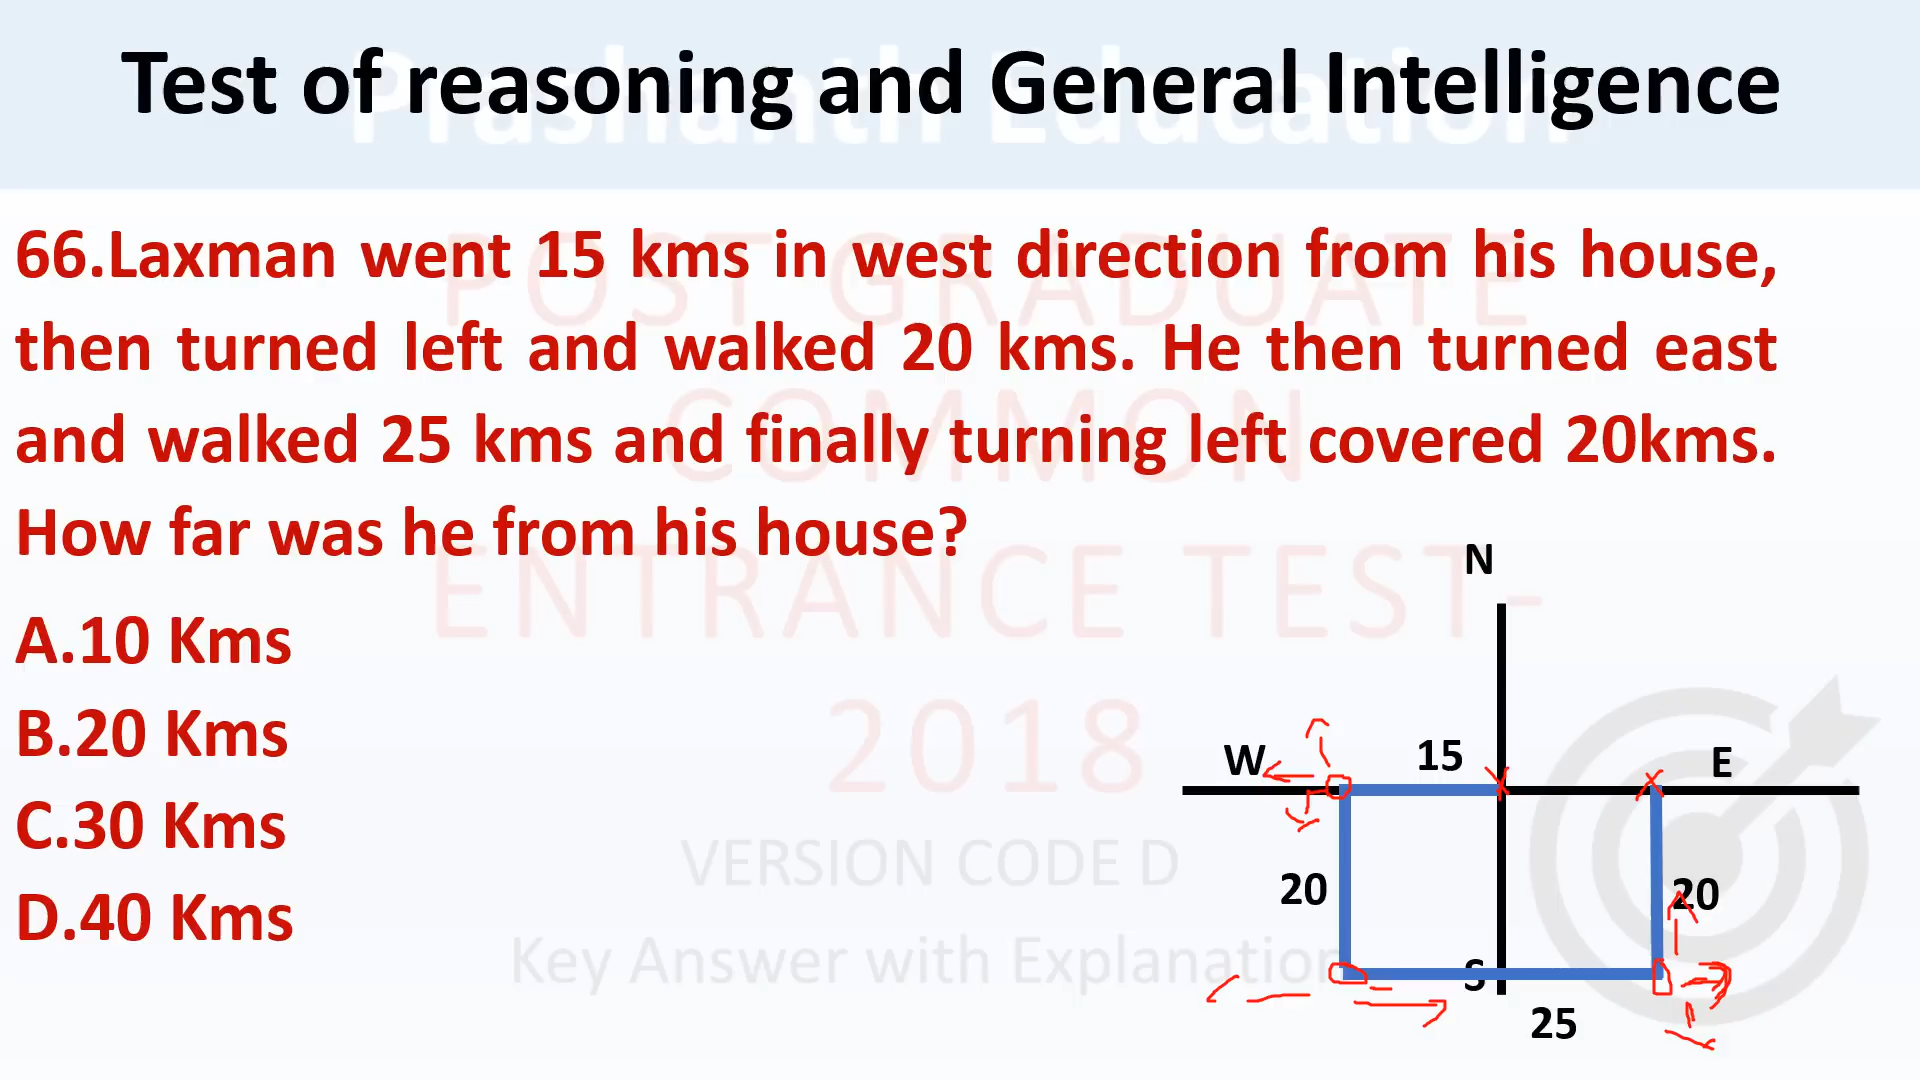 Prashanth Education
Test of reasoning and General Intelligence
POST GRADUATE
COMMON
ENTRANCE TEST-
2018
VERSION CODE D
Key Answer with Explanation
66.Laxman went 15 kms in west direction from his house,
then turned left and walked 20 kms. He then turned east
and walked 25 kms and finally turning left covered 20kms.
How far was he from his house?
A.10 Kms
B.20 Kms
C.30 Kms
D.40 Kms
N
W
15
E
20
20
S
25